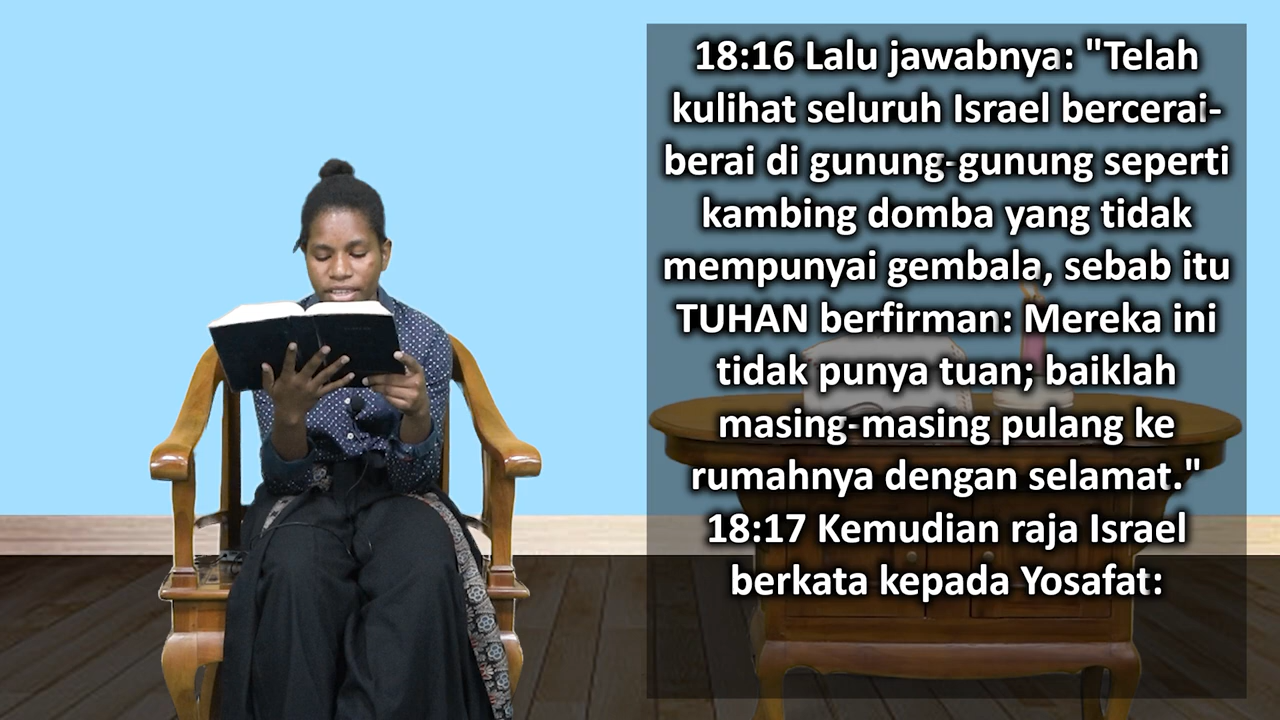 18:16 Lalu jawabnya: "Telah
kulihat seluruh Israel bercerai-
berai di gunung-gunung seperti
kambing domba yang tidak
mempunyai gembala, sebab itu
TUHAN berfirman: Mereka ini
tidak punya tuan; baiklah
masing-masing pulang ke
rumahnya dengan selamat."
18:17 Kemudian raja Israel
berkata kepada Yosafat: